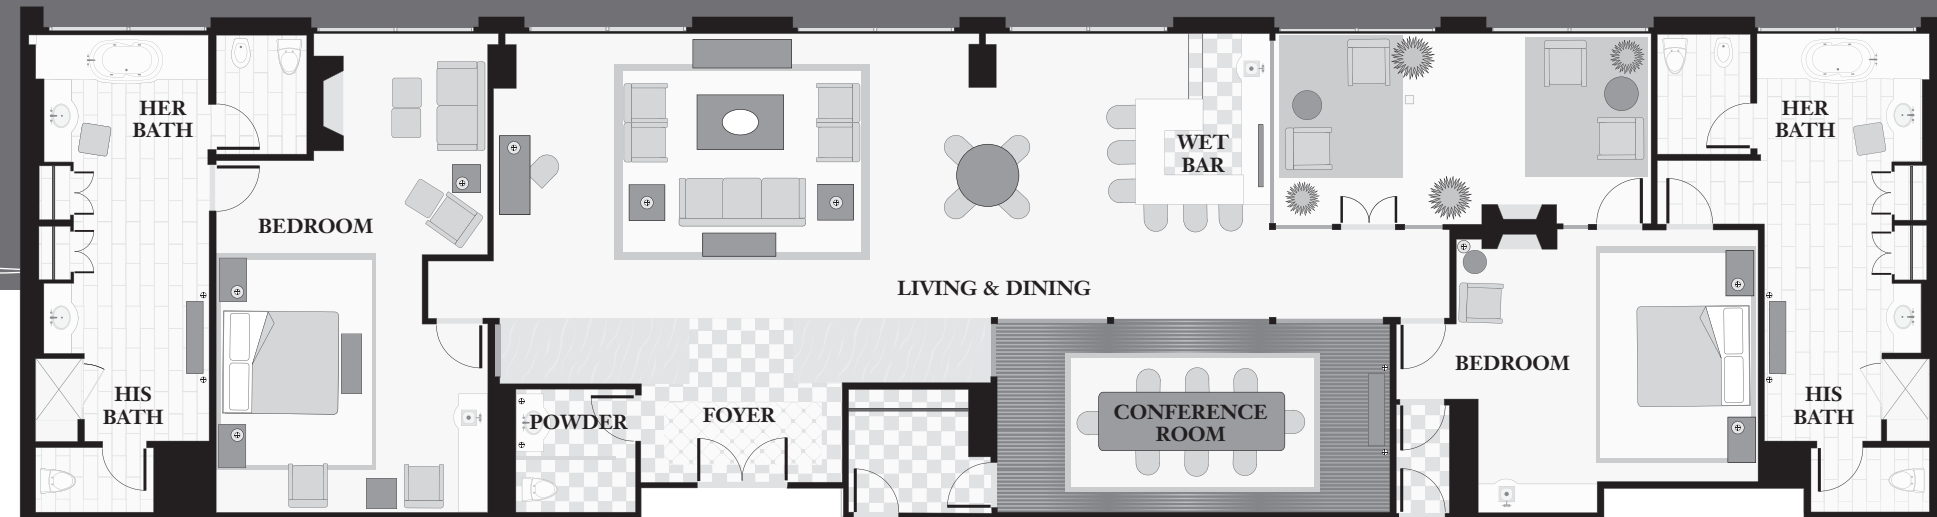 HER
BATH
BEDROOM
HIS
BATH
POWDER
FOYER
LIVING & DINING
WET
BAR
CONFERENCE
ROOM
BEDROOM
HER
BATH
HIS
BATH